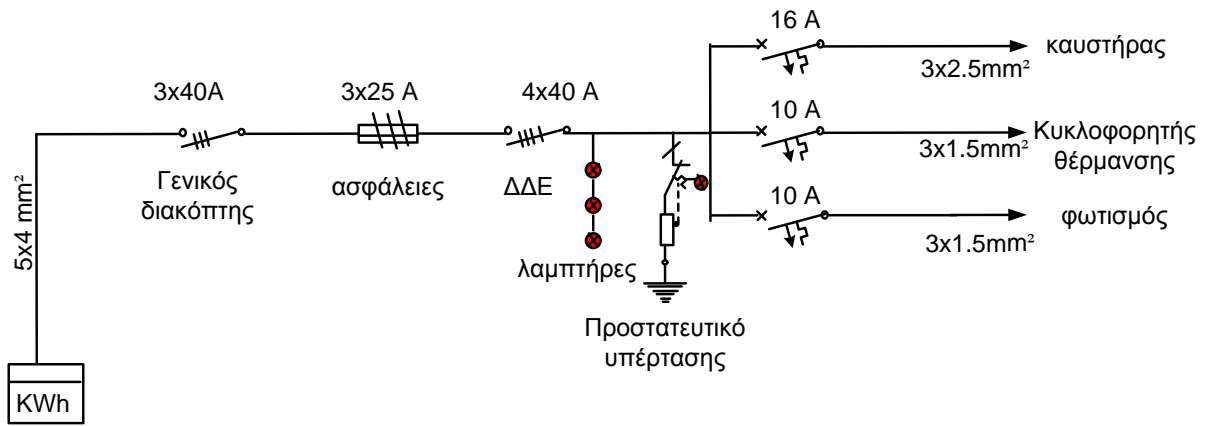 16 A
καυστήρας
3x2.5mm²
3x40A
3x25 A
4x40 A
10 A
Κυκλοφορητής
θέρμανσης
3x1.5mm²
Γενικός
διακόπτης
ασφάλειες
ΔΔΕ
10 A
φωτισμός
3x1.5mm²
5x4 mm²
λαμπτήρες
Προστατευτικό
υπέρτασης
KWh